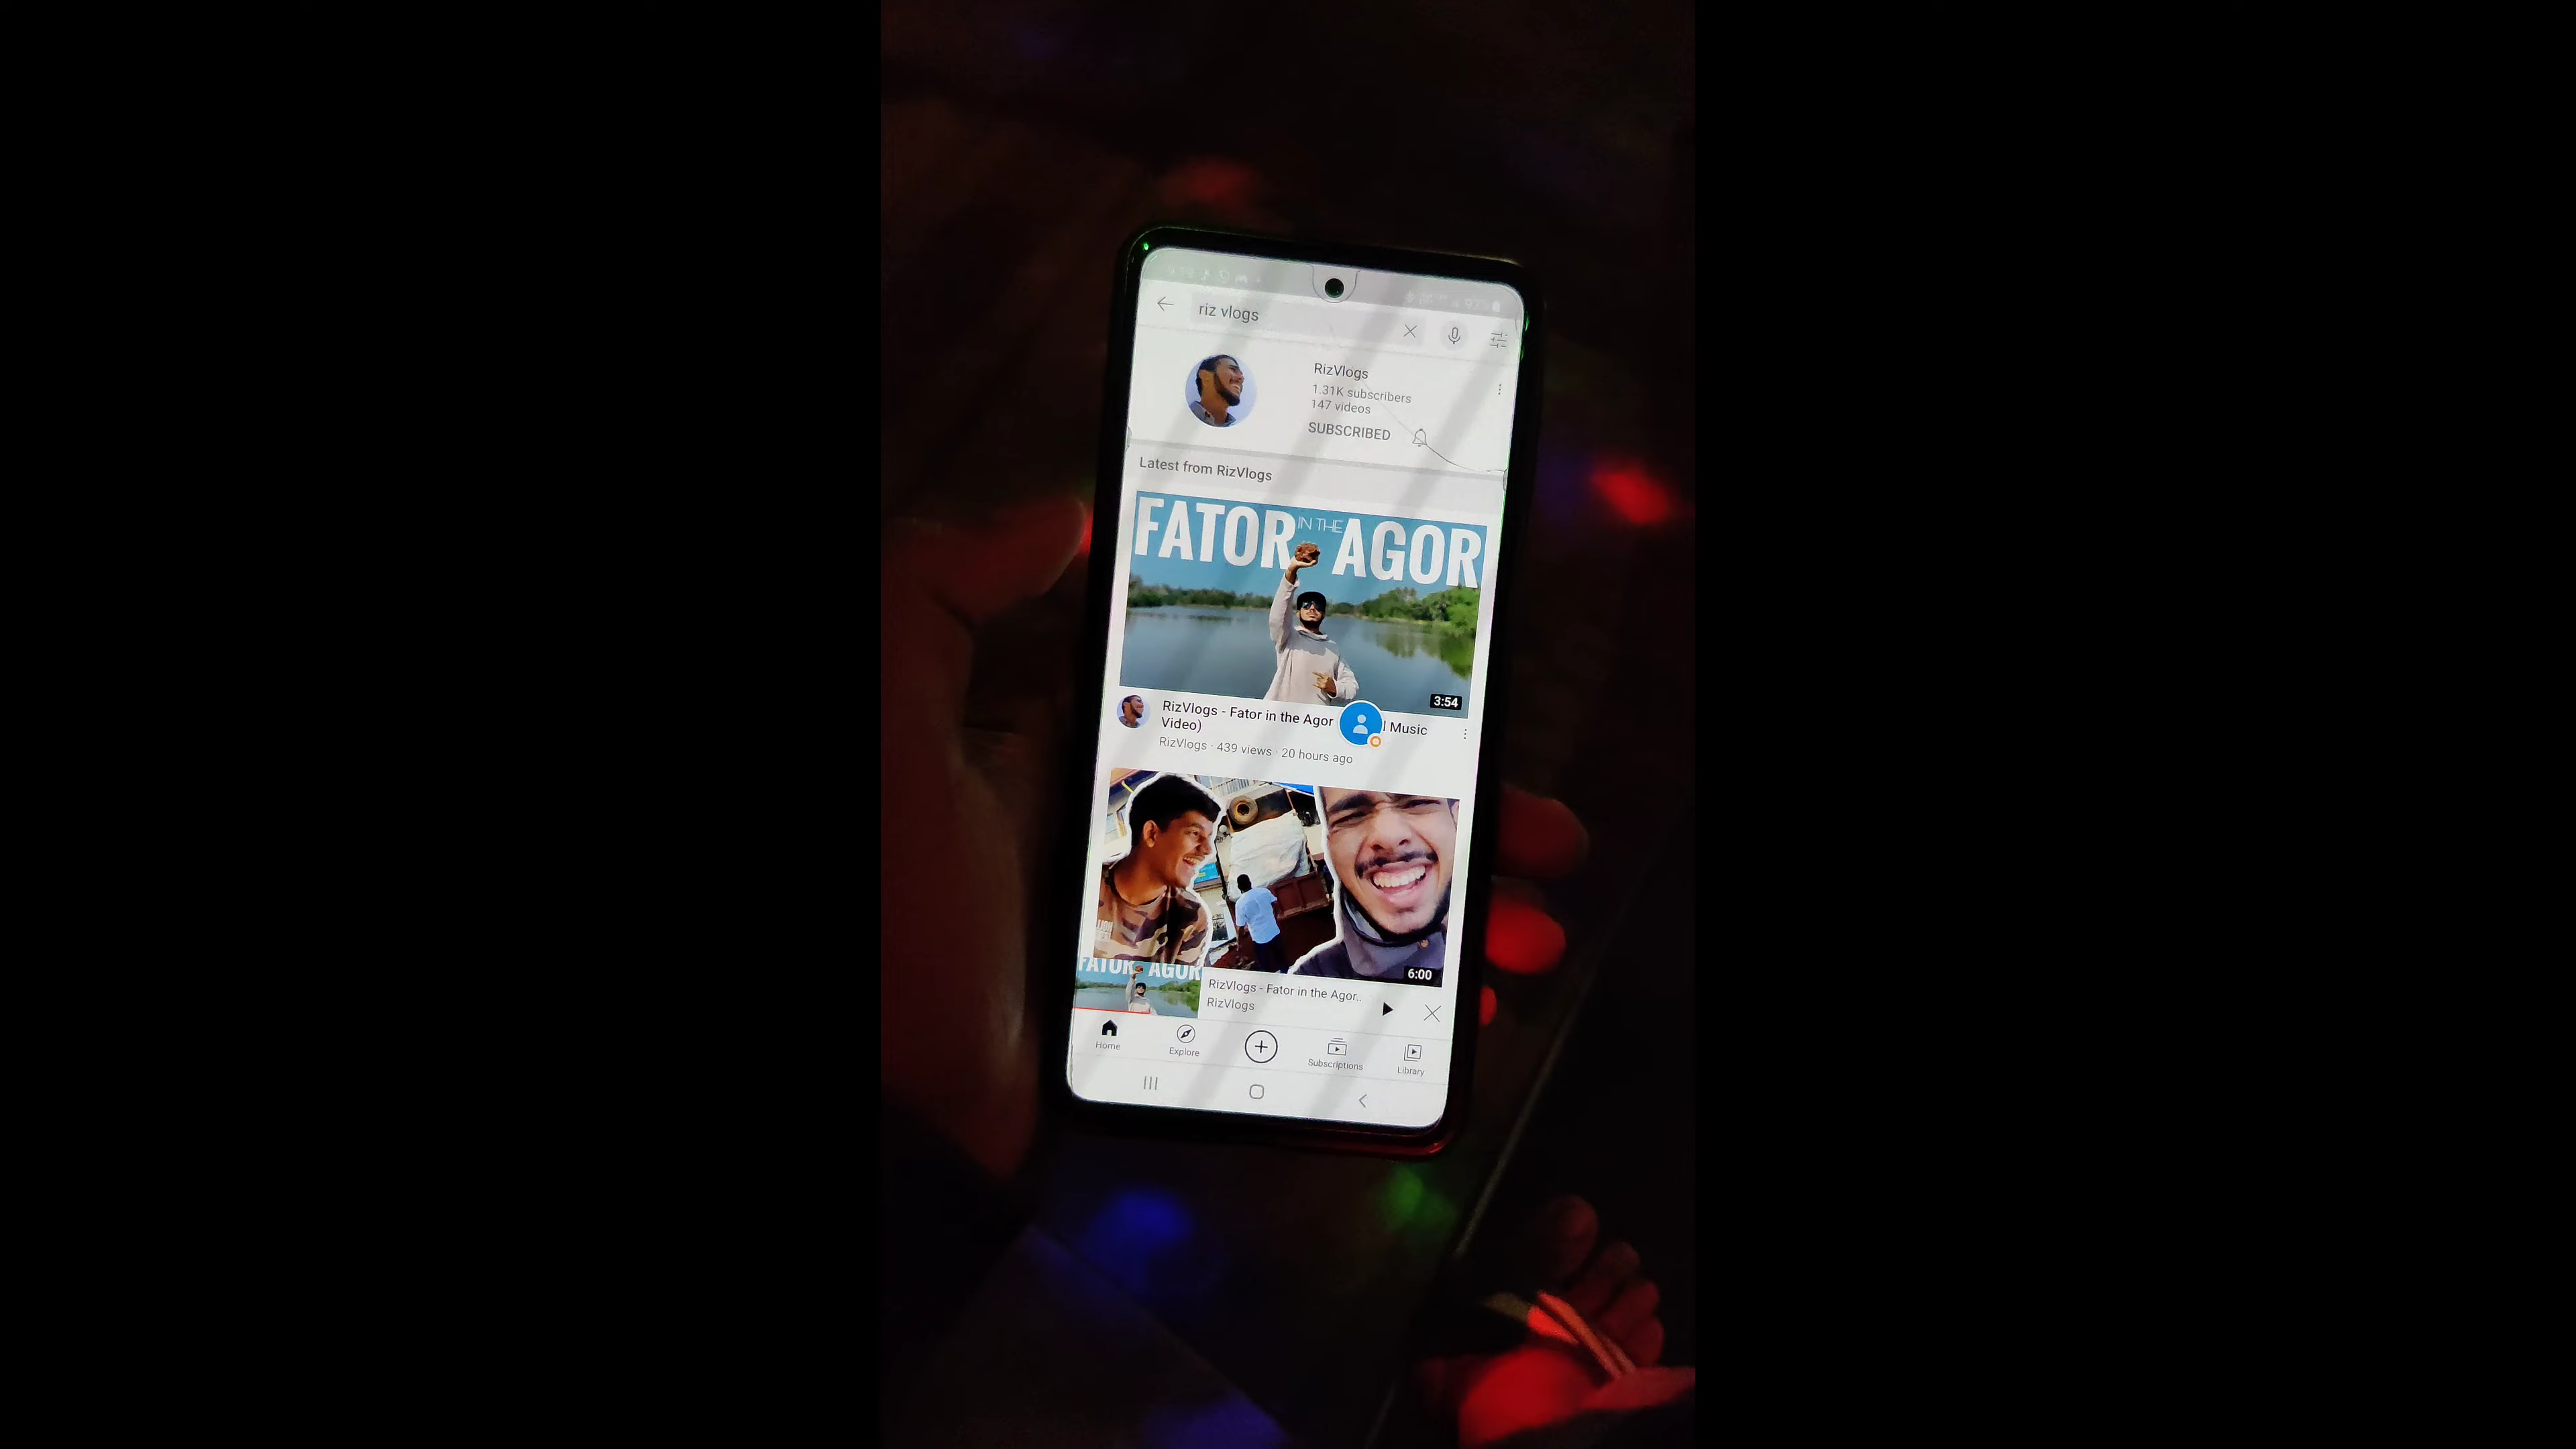 riz vlogs
RizVlogs
1.31K subscribers
147 videos
SUBSCRIBED
Latest from RizVlogs
FATOR IN THE AGOR
3:54
RizVlogs - Fator in the Agor l Music
Video)
RizVlogs · 439 views · 20 hours ago
6:00
FATOR AGOR
RizVlogs - Fator in the Agor..
RizVlogs
Home
Explore
Subscriptions
Library